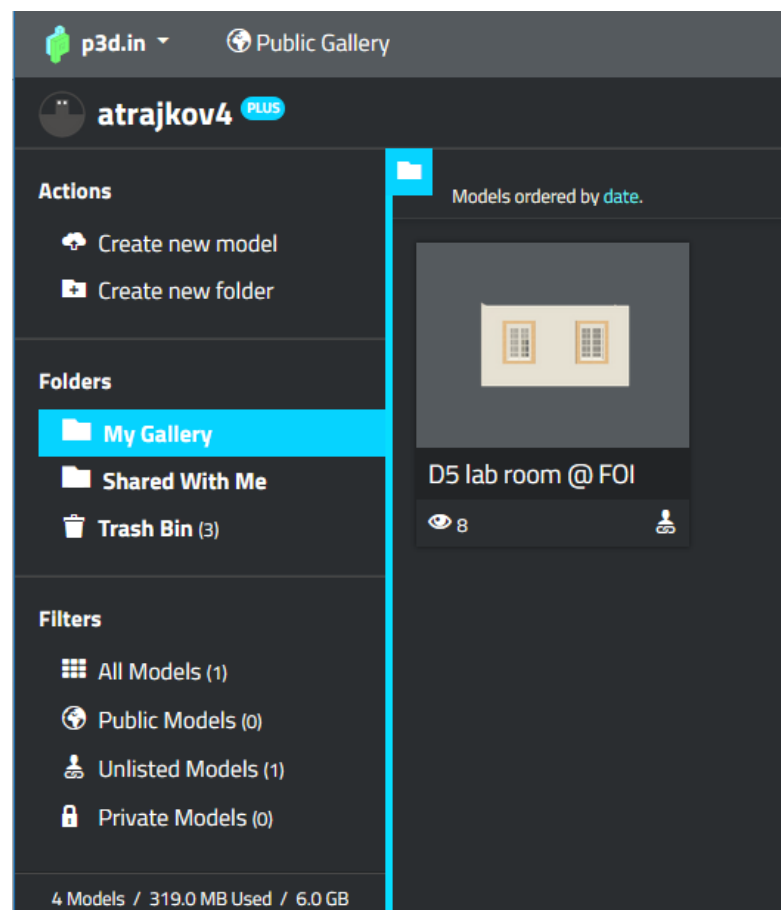 p3d.in Public Gallery
atrajkov4 PLUS
Actions
Create new model
Create new folder
Folders
My Gallery
Shared With Me
Trash Bin (3)
Filters
All Models (1)
Public Models (0)
Unlisted Models (1)
Private Models (0)
4 Models / 319.0 MB Used / 6.0 GB
Models ordered by date.
D5 lab room @ FOI
8